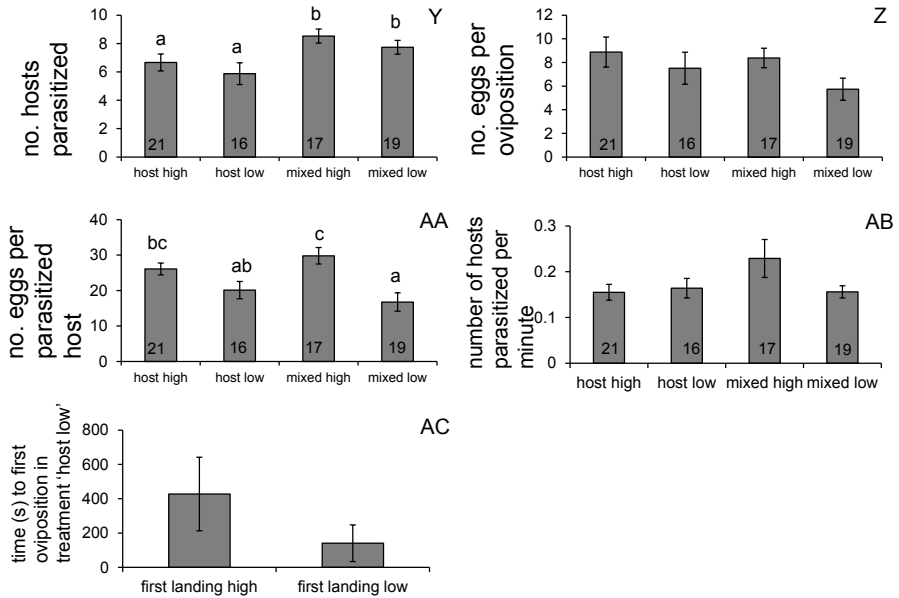 Y
no. hosts
parasitized
12
10
8
6
4
2
0
a
a
b
b
21
16
17
19
host high
host low
mixed high
mixed low
Z
no. eggs per
oviposition
12
10
8
6
4
2
0
21
16
17
19
host high
host low
mixed high
mixed low
AA
no. eggs per
parasitized
host
40
30
20
10
0
bc
ab
c
a
21
16
17
19
host high
host low
mixed high
mixed low
AB
number of hosts
parasitized per
minute
0.3
0.2
0.1
0
21
16
17
19
host high
host low
mixed high
mixed low
AC
time (s) to first
oviposition in
treatment ‘host low’
800
600
400
200
0
first landing high
first landing low